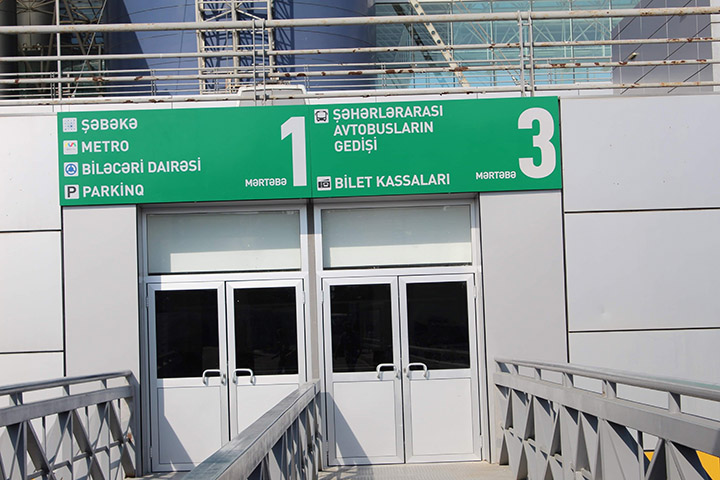 ŞƏBƏKƏ
METRO
BİLƏCƏRİ DAİRƏSİ
P PARKİNQ
MƏRTƏBƏ 1
ŞƏHƏRLƏRARASI
AVTOBUSLARIN
GEDİŞİ
BİLET KASSALARI
MƏRTƏBƏ 3